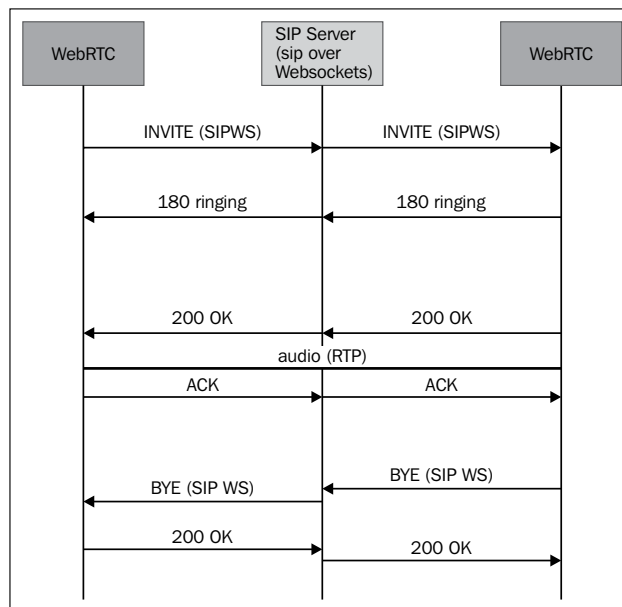 WebRTC
SIP Server
(sip over
Websockets)
WebRTC
INVITE (SIPWS)
INVITE (SIPWS)
180 ringing
180 ringing
200 OK
200 OK
audio (RTP)
ACK
ACK
BYE (SIP WS)
BYE (SIP WS)
200 OK
200 OK